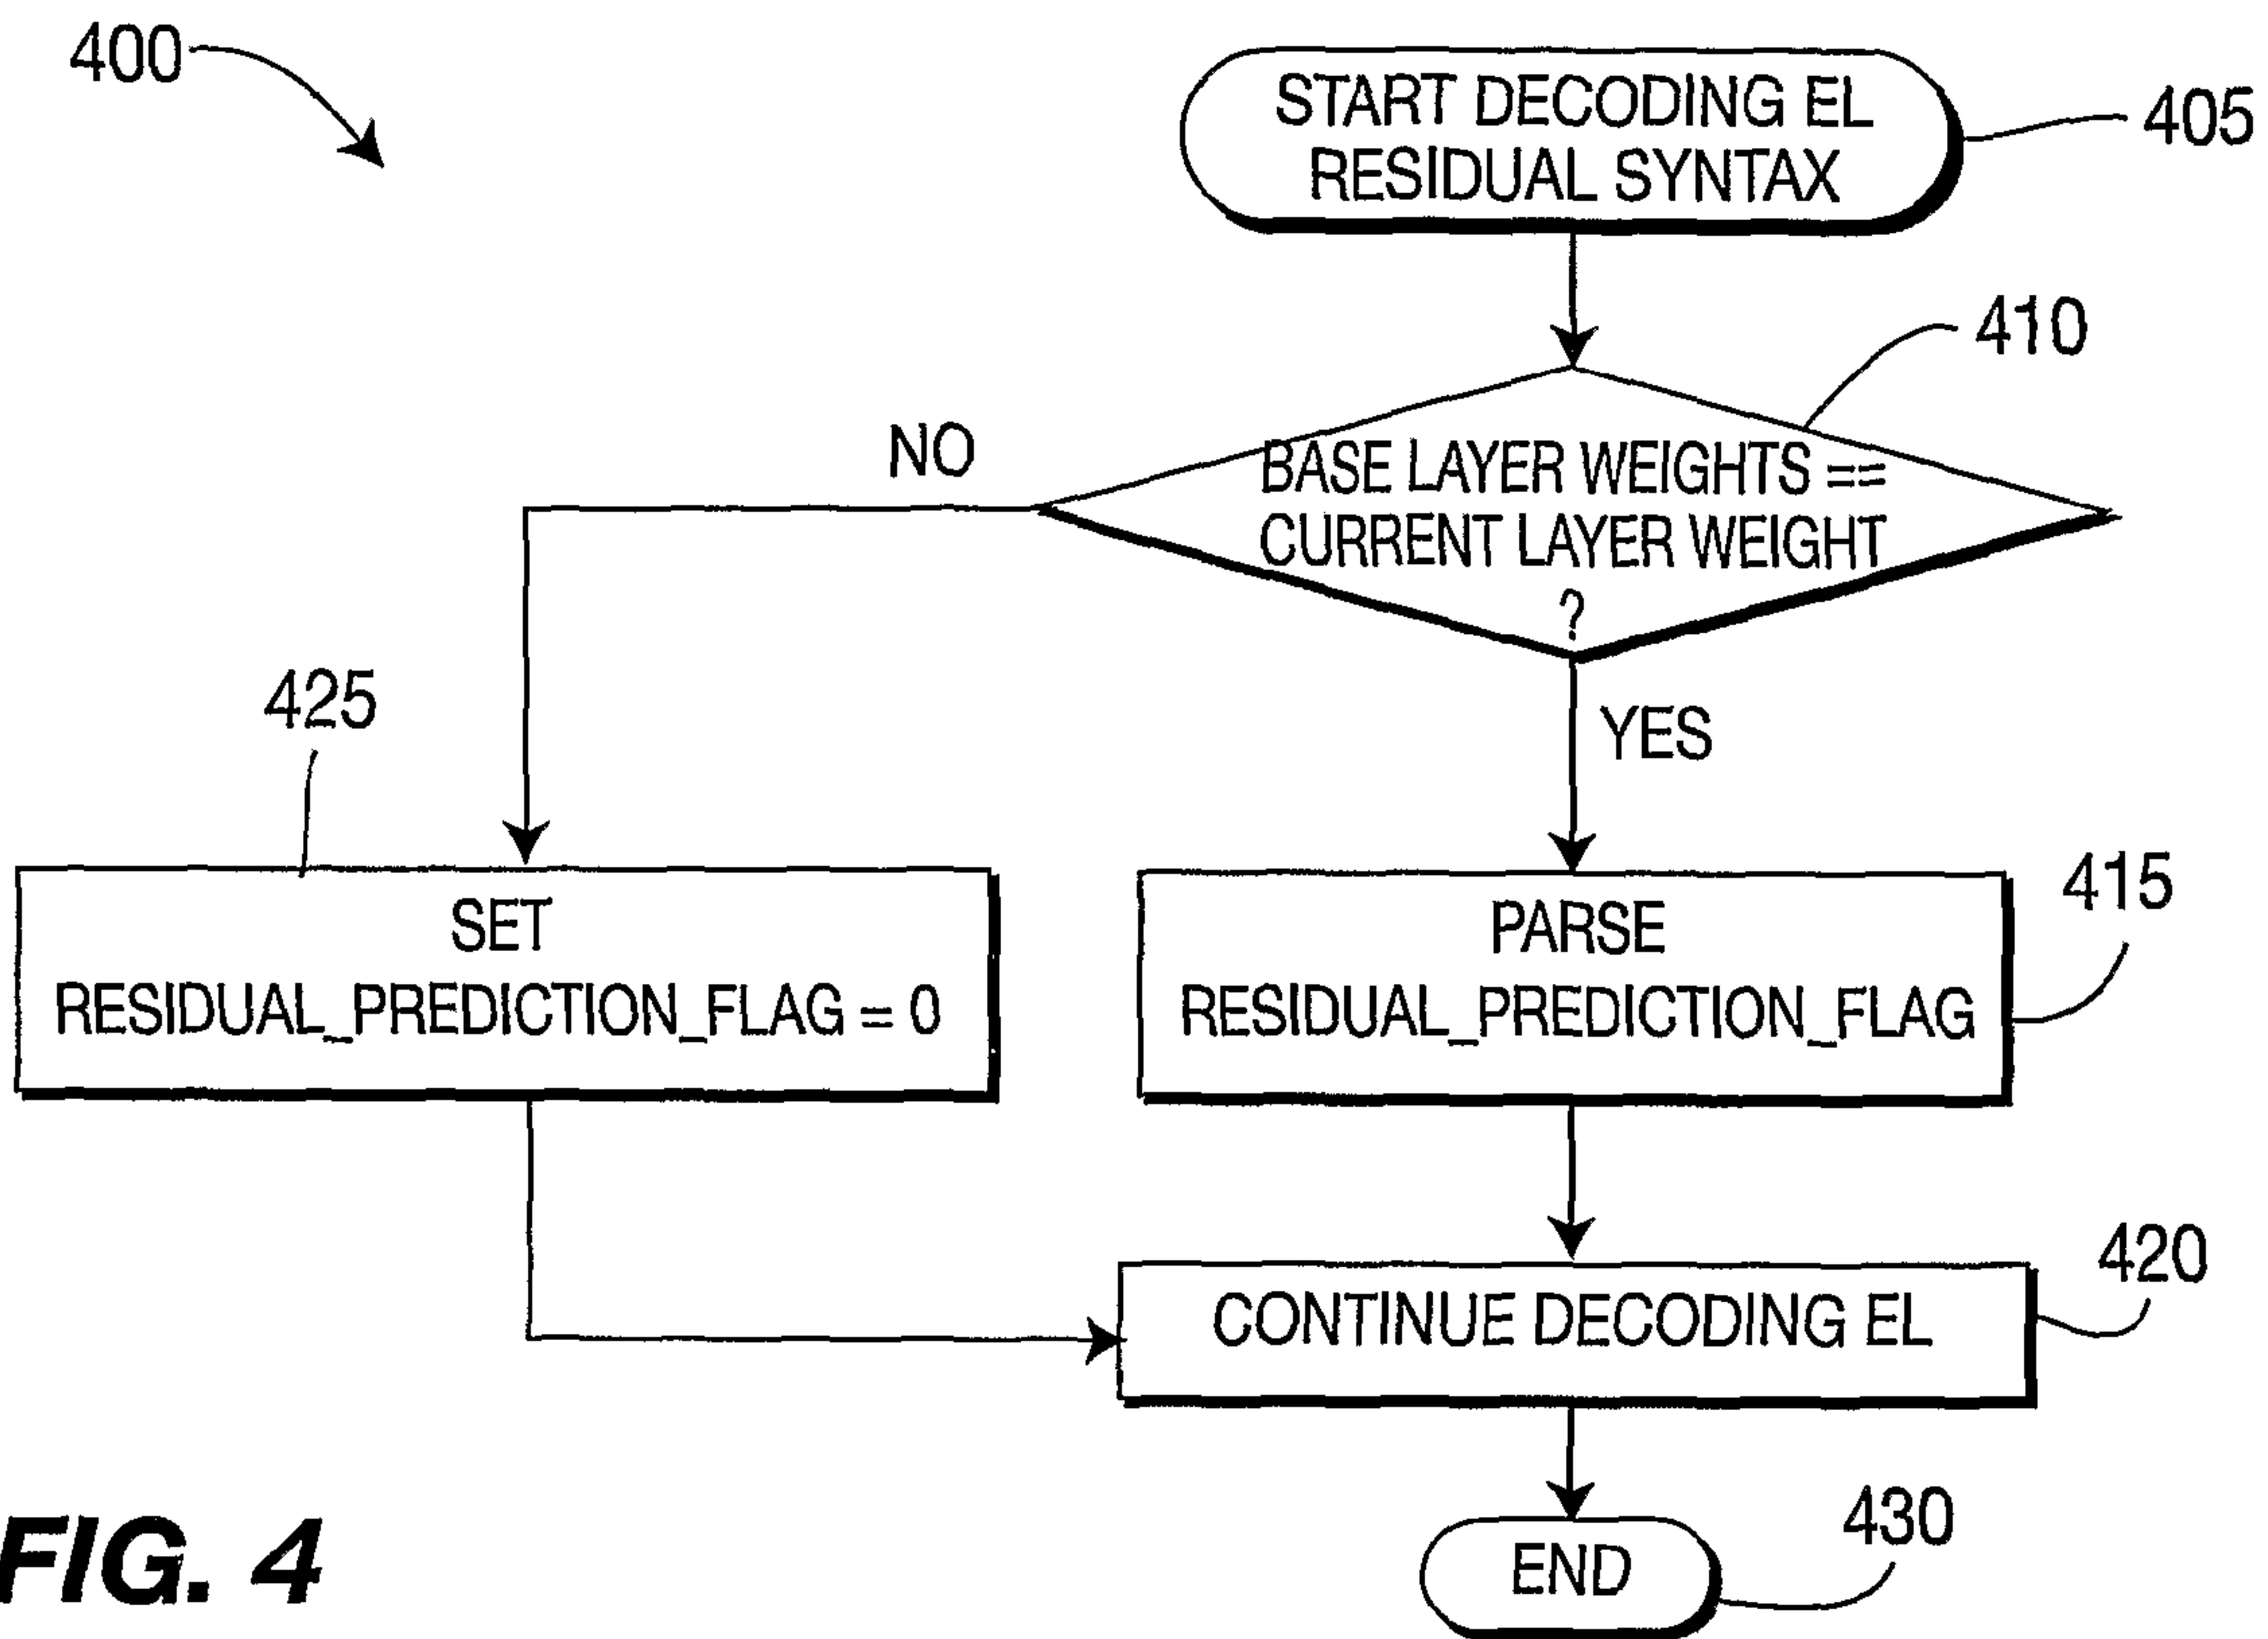 400
START DECODING EL
RESIDUAL SYNTAX
405
410
NO
BASE LAYER WEIGHTS ==
CURRENT LAYER WEIGHT
?
YES
425
SET
RESIDUAL_PREDICTION_FLAG = 0
415
PARSE
RESIDUAL_PREDICTION_FLAG
420
CONTINUE DECODING EL
430
END
FIG. 4